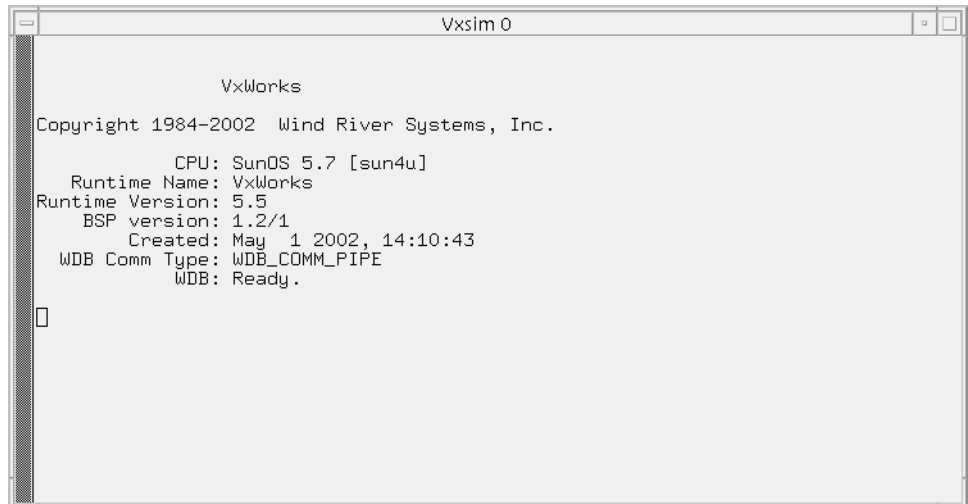 Vxsim 0
VxWorks
Copyright 1984-2002  Wind River Systems, Inc.
CPU: SunOS 5.7 [sun4u]
Runtime Name: VxWorks
Runtime Version: 5.5
BSP version: 1.2/1
Created: May  1 2002, 14:10:43
WDB Comm Type: WDB_COMM_PIPE
WDB: Ready.